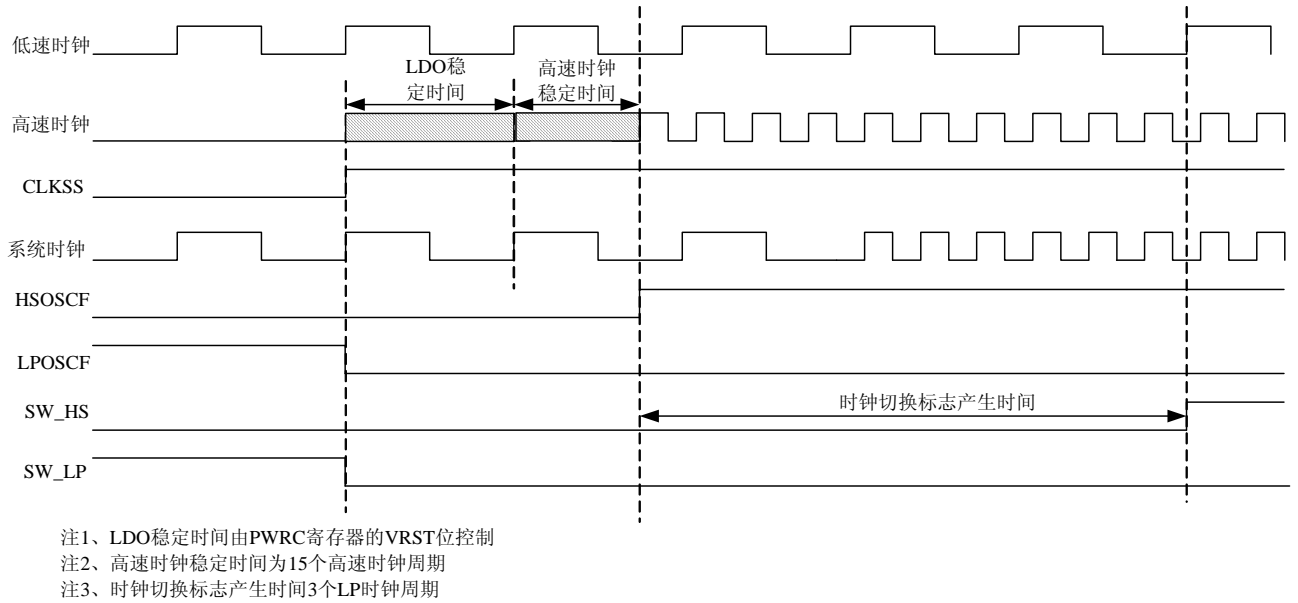 低速时钟
LDO稳
定时间
高速时钟
稳定时间
高速时钟
CLKSS
系统时钟
HSOSCF
LPOSCF
SW_HS
时钟切换标志产生时间
SW_LP
注1、LDO稳定时间由PWRC寄存器的VRST位控制
注2、高速时钟稳定时间为15个高速时钟周期
注3、时钟切换标志产生时间3个LP时钟周期